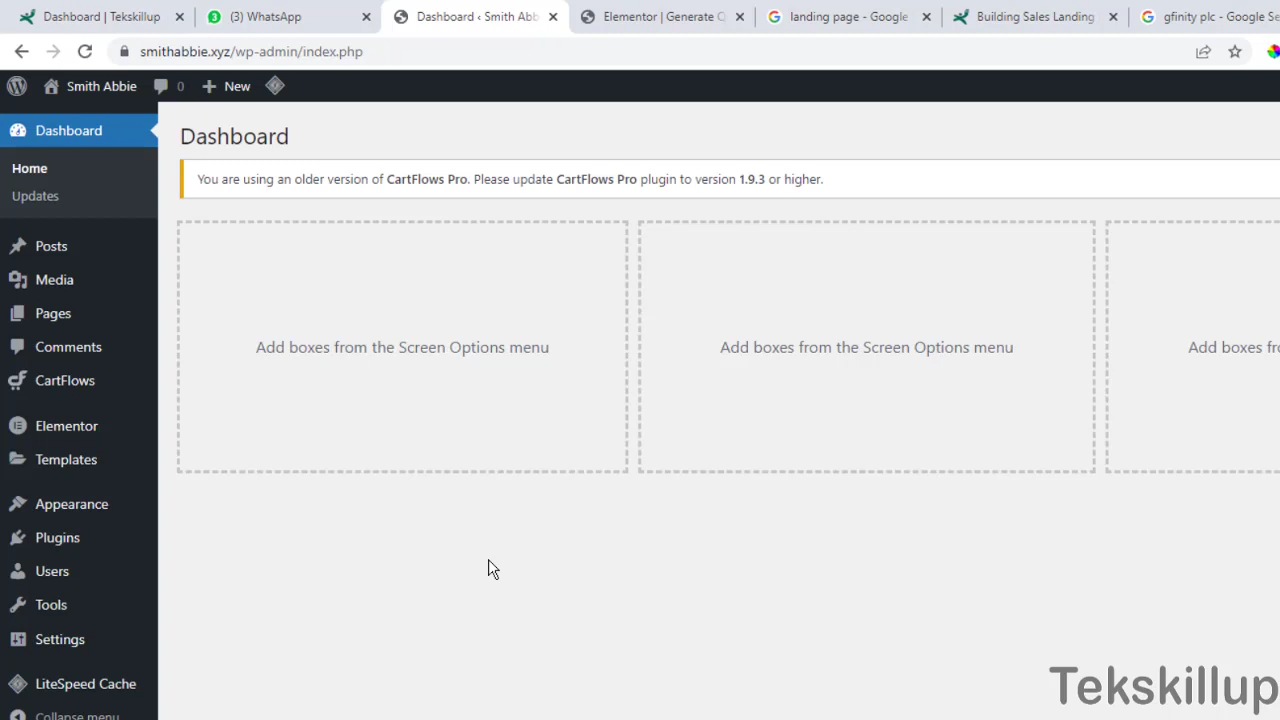 Dashboard | Tekskillup
(3) WhatsApp
Dashboard ‹ Smith Abb
Elementor | Generate Q
landing page - Google
Building Sales Landing
gfinity plc - Google Se
smithabbie.xyz/wp-admin/index.php
Smith Abbie
0
New
Dashboard
Home
Updates
Posts
Media
Pages
Comments
CartFlows
Elementor
Templates
Appearance
Plugins
Users
Tools
Settings
LiteSpeed Cache
Collapse menu
Dashboard
You are using an older version of CartFlows Pro. Please update CartFlows Pro plugin to version 1.9.3 or higher.
Add boxes from the Screen Options menu
Add boxes from the Screen Options menu
Add boxes fro
Tekskillup